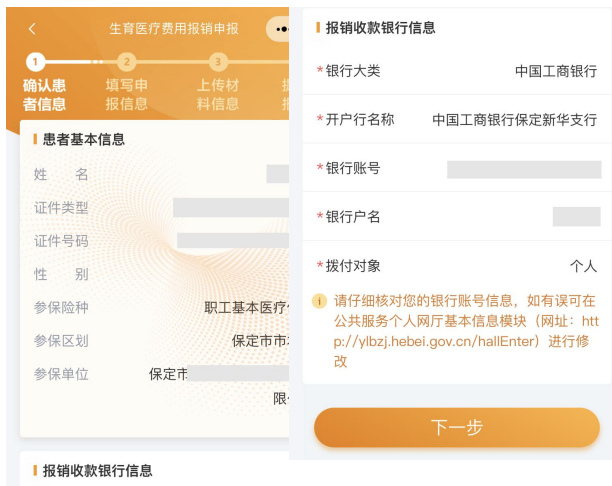 生育医疗费用报销申报
1
2
3
确认患
者信息
填写申
报信息
上传材
料信息
患者基本信息
姓 名
证件类型
证件号码
性 别
参保险种 职工基本医疗
参保区划 保定市市
参保单位 保定市
限
报销收款银行信息
报销收款银行信息
*银行大类 中国工商银行
*开户行名称 中国工商银行保定新华支行
*银行账号
*银行户名
*拨付对象 个人
请仔细核对您的银行账号信息，如有误可在
公共服务个人网厅基本信息模块（网址：htt
p://ylbzj.hebei.gov.cn/hallEnter）进行修
改
下一步